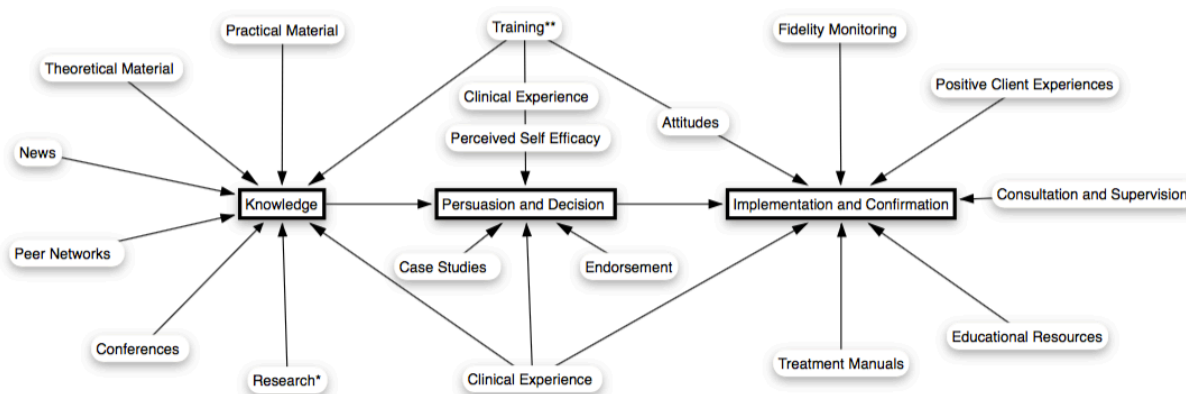 Practical Material
Training**
Fidelity Monitoring
Theoretical Material
Clinical Experience
Positive Client Experiences
Attitudes
Perceived Self Efficacy
News
Knowledge
Persuasion and Decision
Implementation and Confirmation
Consultation and Supervision
Peer Networks
Case Studies
Endorsement
Conferences
Educational Resources
Treatment Manuals
Research*
Clinical Experience